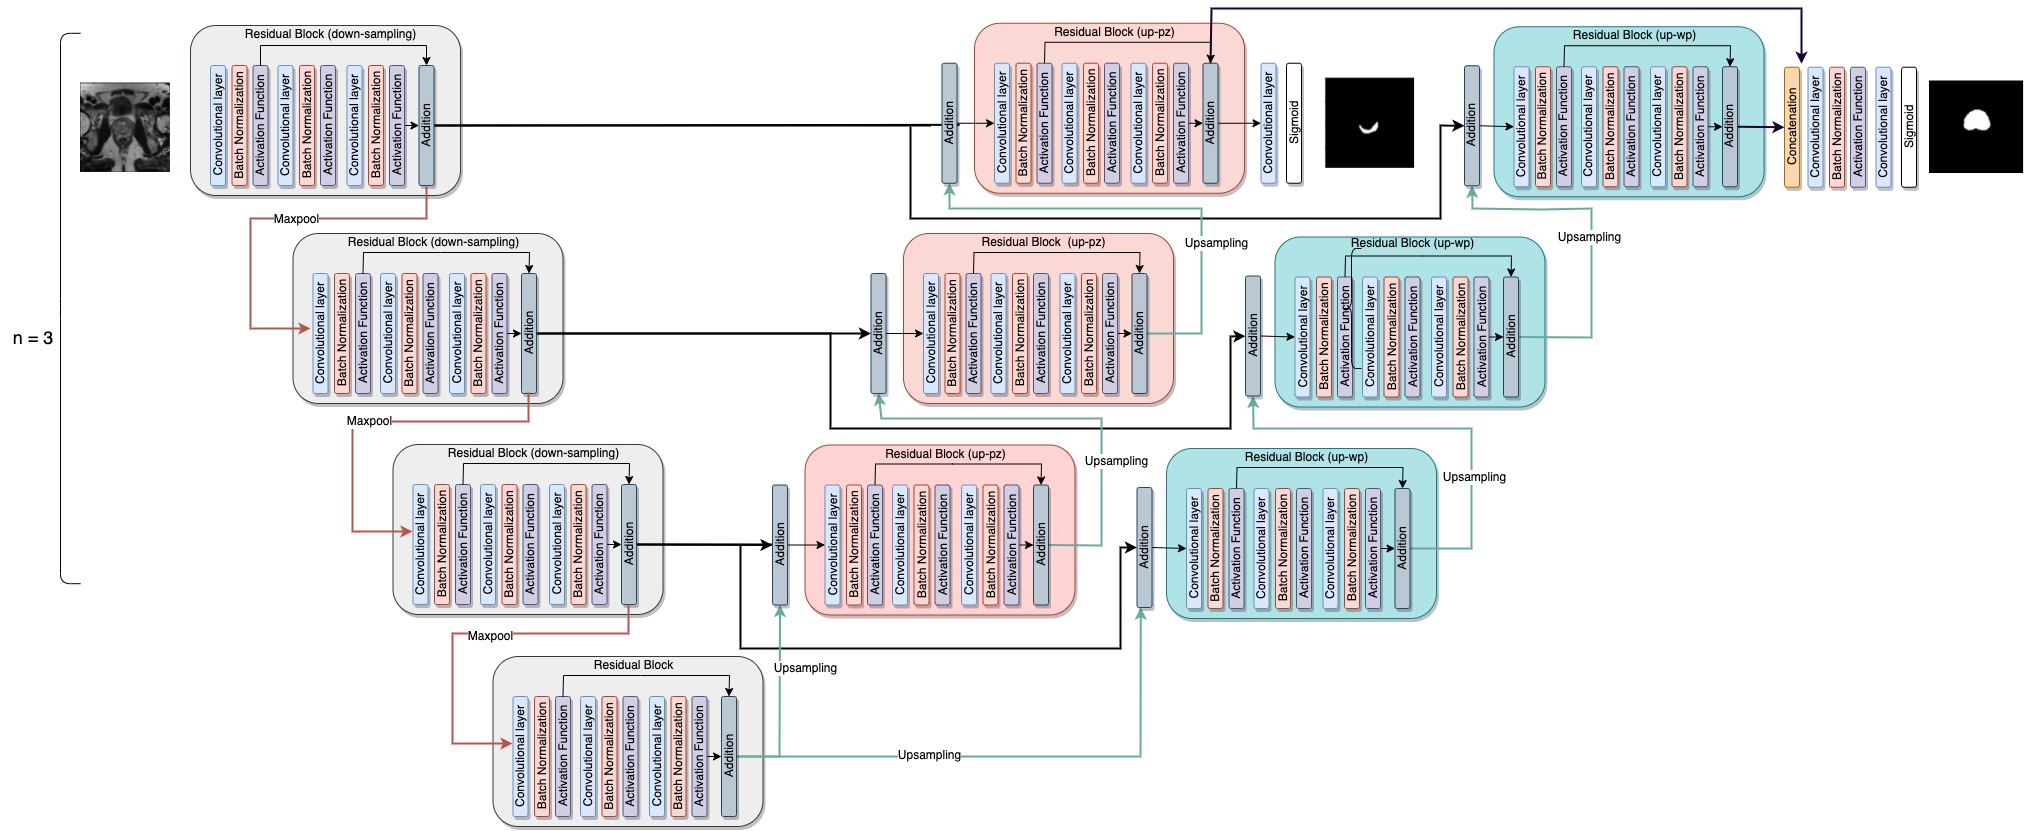 n = 3
Residual Block (down-sampling)
Convolutional layer
Batch Normalization
Activation Function
Convolutional layer
Batch Normalization
Activation Function
Convolutional layer
Batch Normalization
Activation Function
Addition
Addition
Residual Block (up-pz)
Convolutional layer
Batch Normalization
Activation Function
Convolutional layer
Batch Normalization
Activation Function
Convolutional layer
Batch Normalization
Activation Function
Addition
Convolutional layer
Sigmoid
Addition
Residual Block (up-wp)
Convolutional layer
Batch Normalization
Activation Function
Convolutional layer
Batch Normalization
Activation Function
Convolutional layer
Batch Normalization
Activation Function
Addition
Concatenation
Convolutional layer
Batch Normalization
Activation Function
Convolutional layer
Sigmoid
Maxpool
Upsampling
Upsampling
Residual Block (down-sampling)
Convolutional layer
Batch Normalization
Activation Function
Convolutional layer
Batch Normalization
Activation Function
Convolutional layer
Batch Normalization
Activation Function
Addition
Addition
Residual Block (up-pz)
Convolutional layer
Batch Normalization
Activation Function
Convolutional layer
Batch Normalization
Activation Function
Convolutional layer
Batch Normalization
Activation Function
Addition
Addition
Residual Block (up-wp)
Convolutional layer
Batch Normalization
Activation Function
Convolutional layer
Batch Normalization
Activation Function
Convolutional layer
Batch Normalization
Activation Function
Addition
Maxpool
Upsampling
Upsampling
Residual Block (down-sampling)
Convolutional layer
Batch Normalization
Activation Function
Convolutional layer
Batch Normalization
Activation Function
Convolutional layer
Batch Normalization
Activation Function
Addition
Addition
Residual Block (up-pz)
Convolutional layer
Batch Normalization
Activation Function
Convolutional layer
Batch Normalization
Activation Function
Convolutional layer
Batch Normalization
Activation Function
Addition
Addition
Residual Block (up-wp)
Convolutional layer
Batch Normalization
Activation Function
Convolutional layer
Batch Normalization
Activation Function
Convolutional layer
Batch Normalization
Activation Function
Addition
Maxpool
Upsampling
Residual Block
Convolutional layer
Batch Normalization
Activation Function
Convolutional layer
Batch Normalization
Activation Function
Convolutional layer
Batch Normalization
Activation Function
Addition
Upsampling